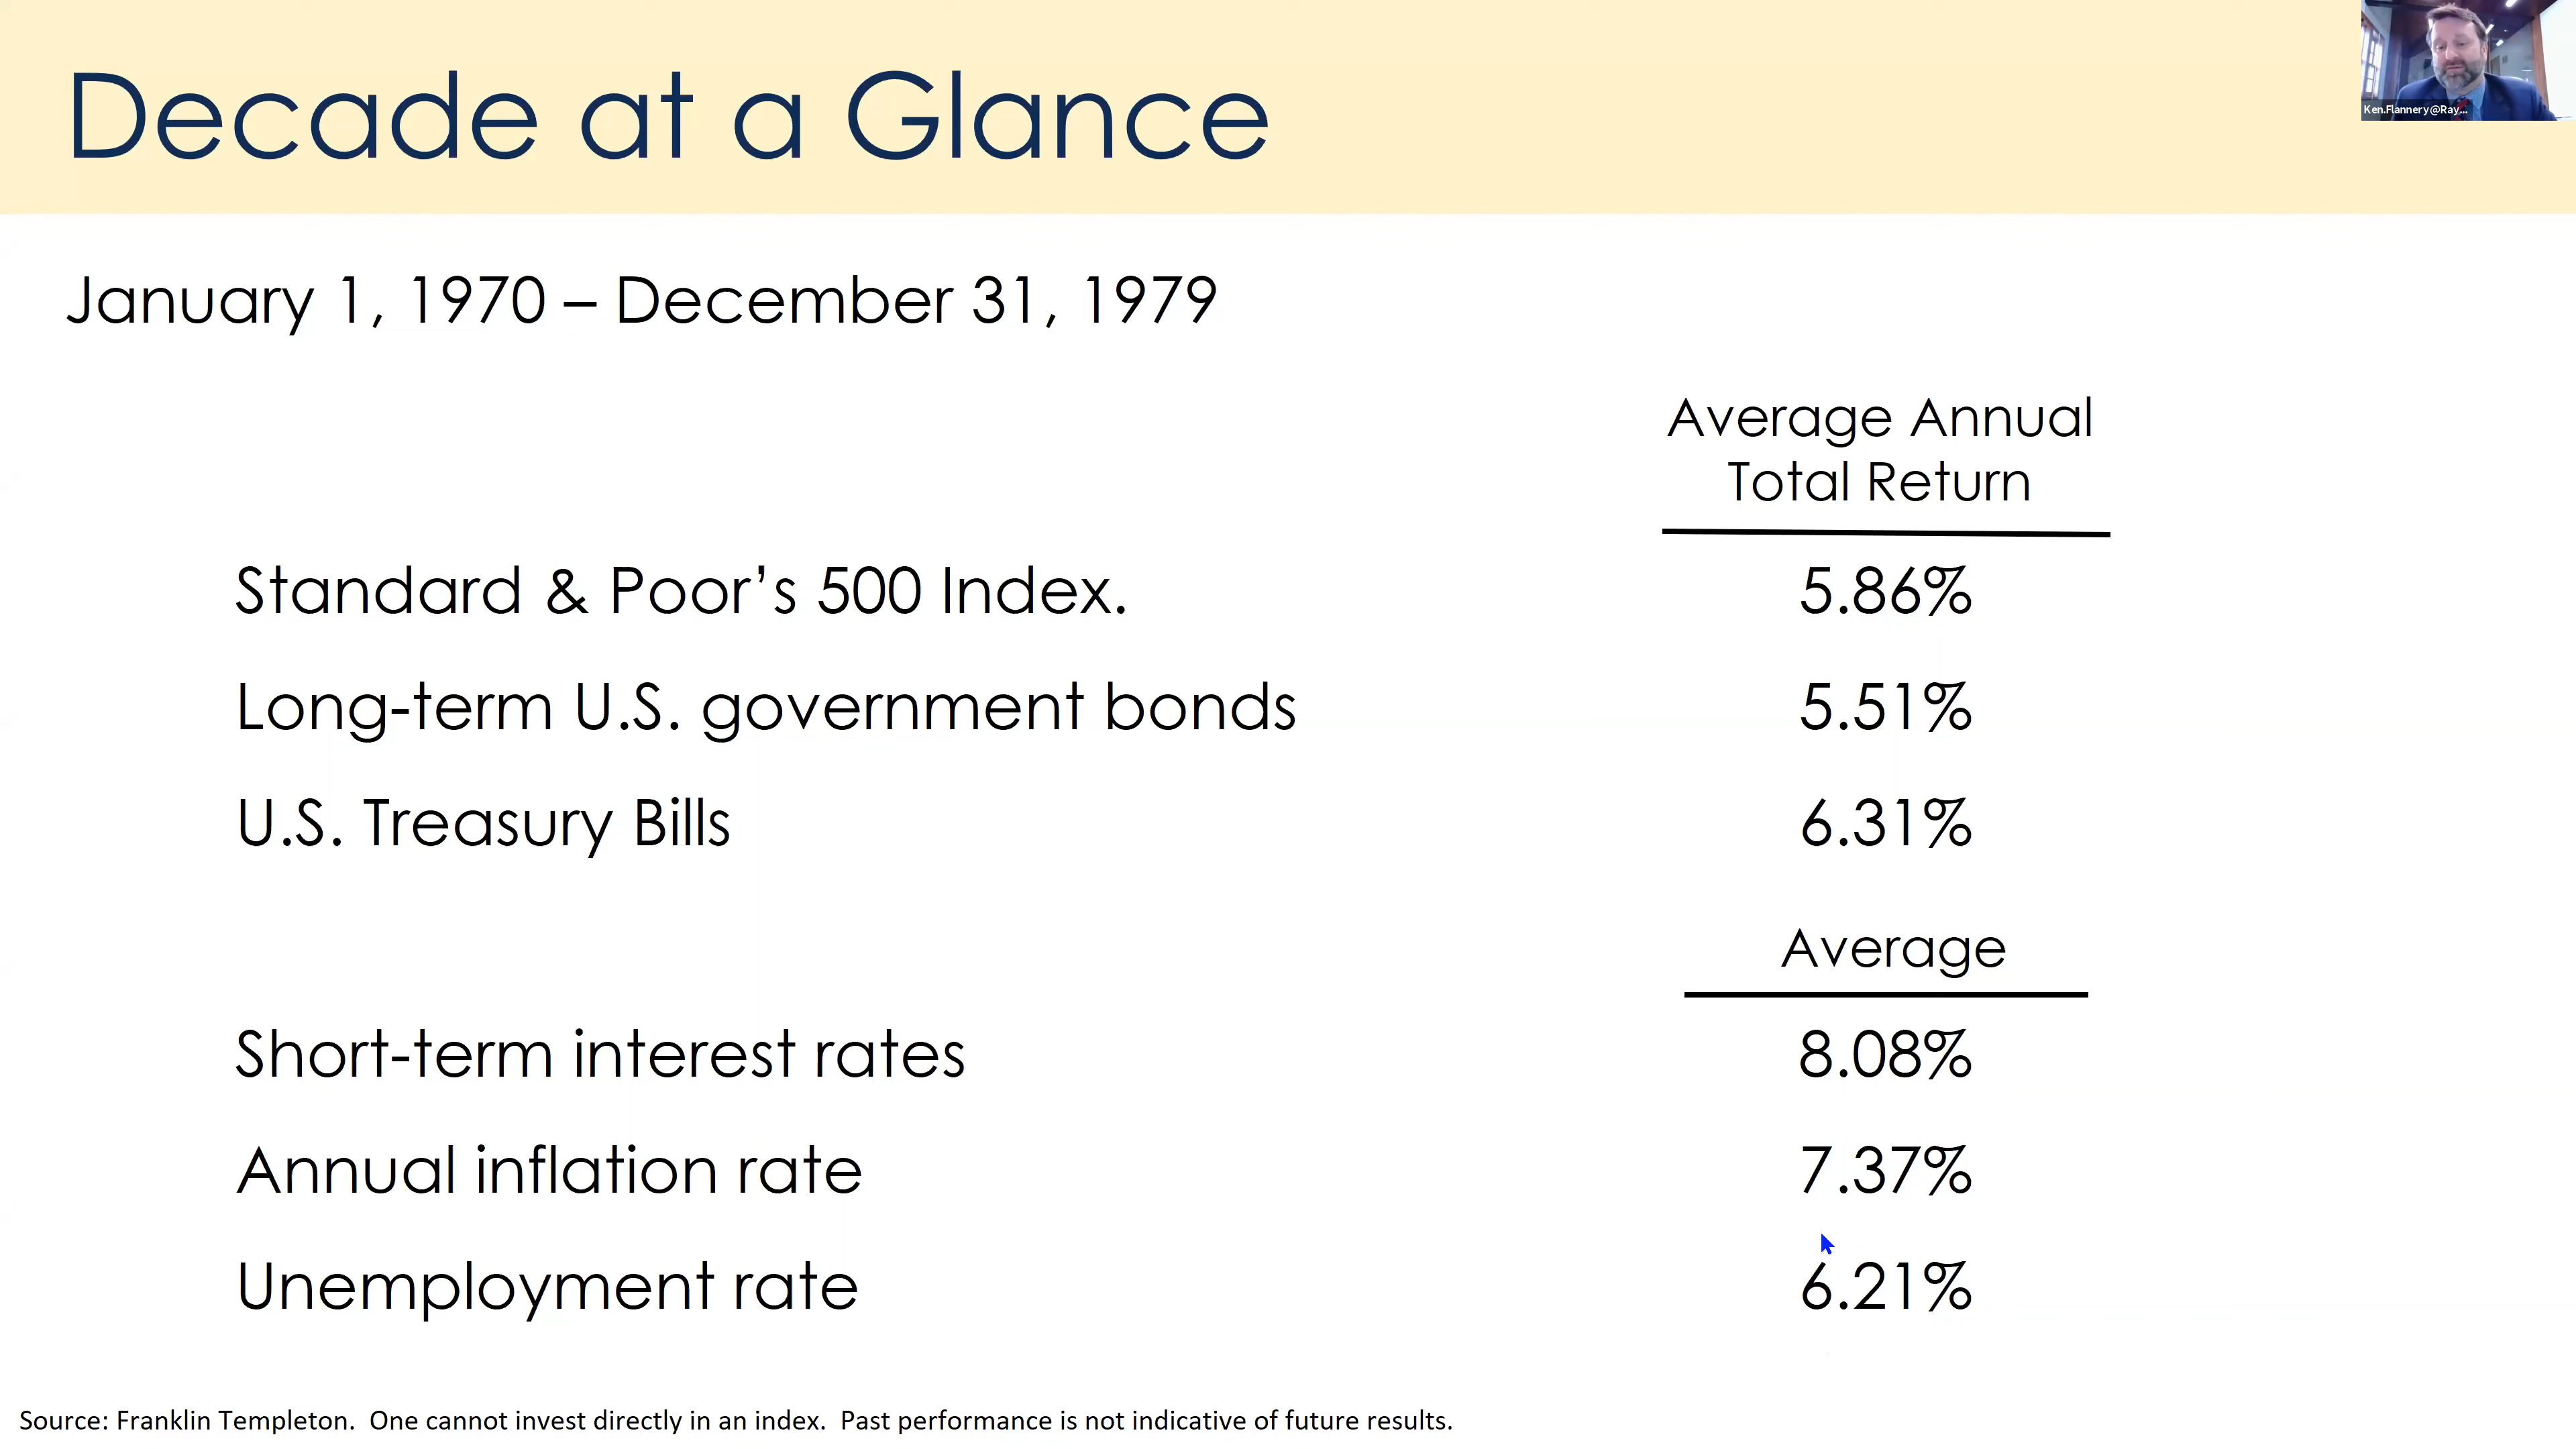 Decade at a Glance
Ken.Flannery@Ray...
January 1, 1970 – December 31, 1979
Average Annual
Total Return
Standard & Poor’s 500 Index. 5.86%
Long-term U.S. government bonds 5.51%
U.S. Treasury Bills 6.31%
Average
Short-term interest rates 8.08%
Annual inflation rate 7.37%
Unemployment rate 6.21%
Source: Franklin Templeton.  One cannot invest directly in an index.  Past performance is not indicative of future results.